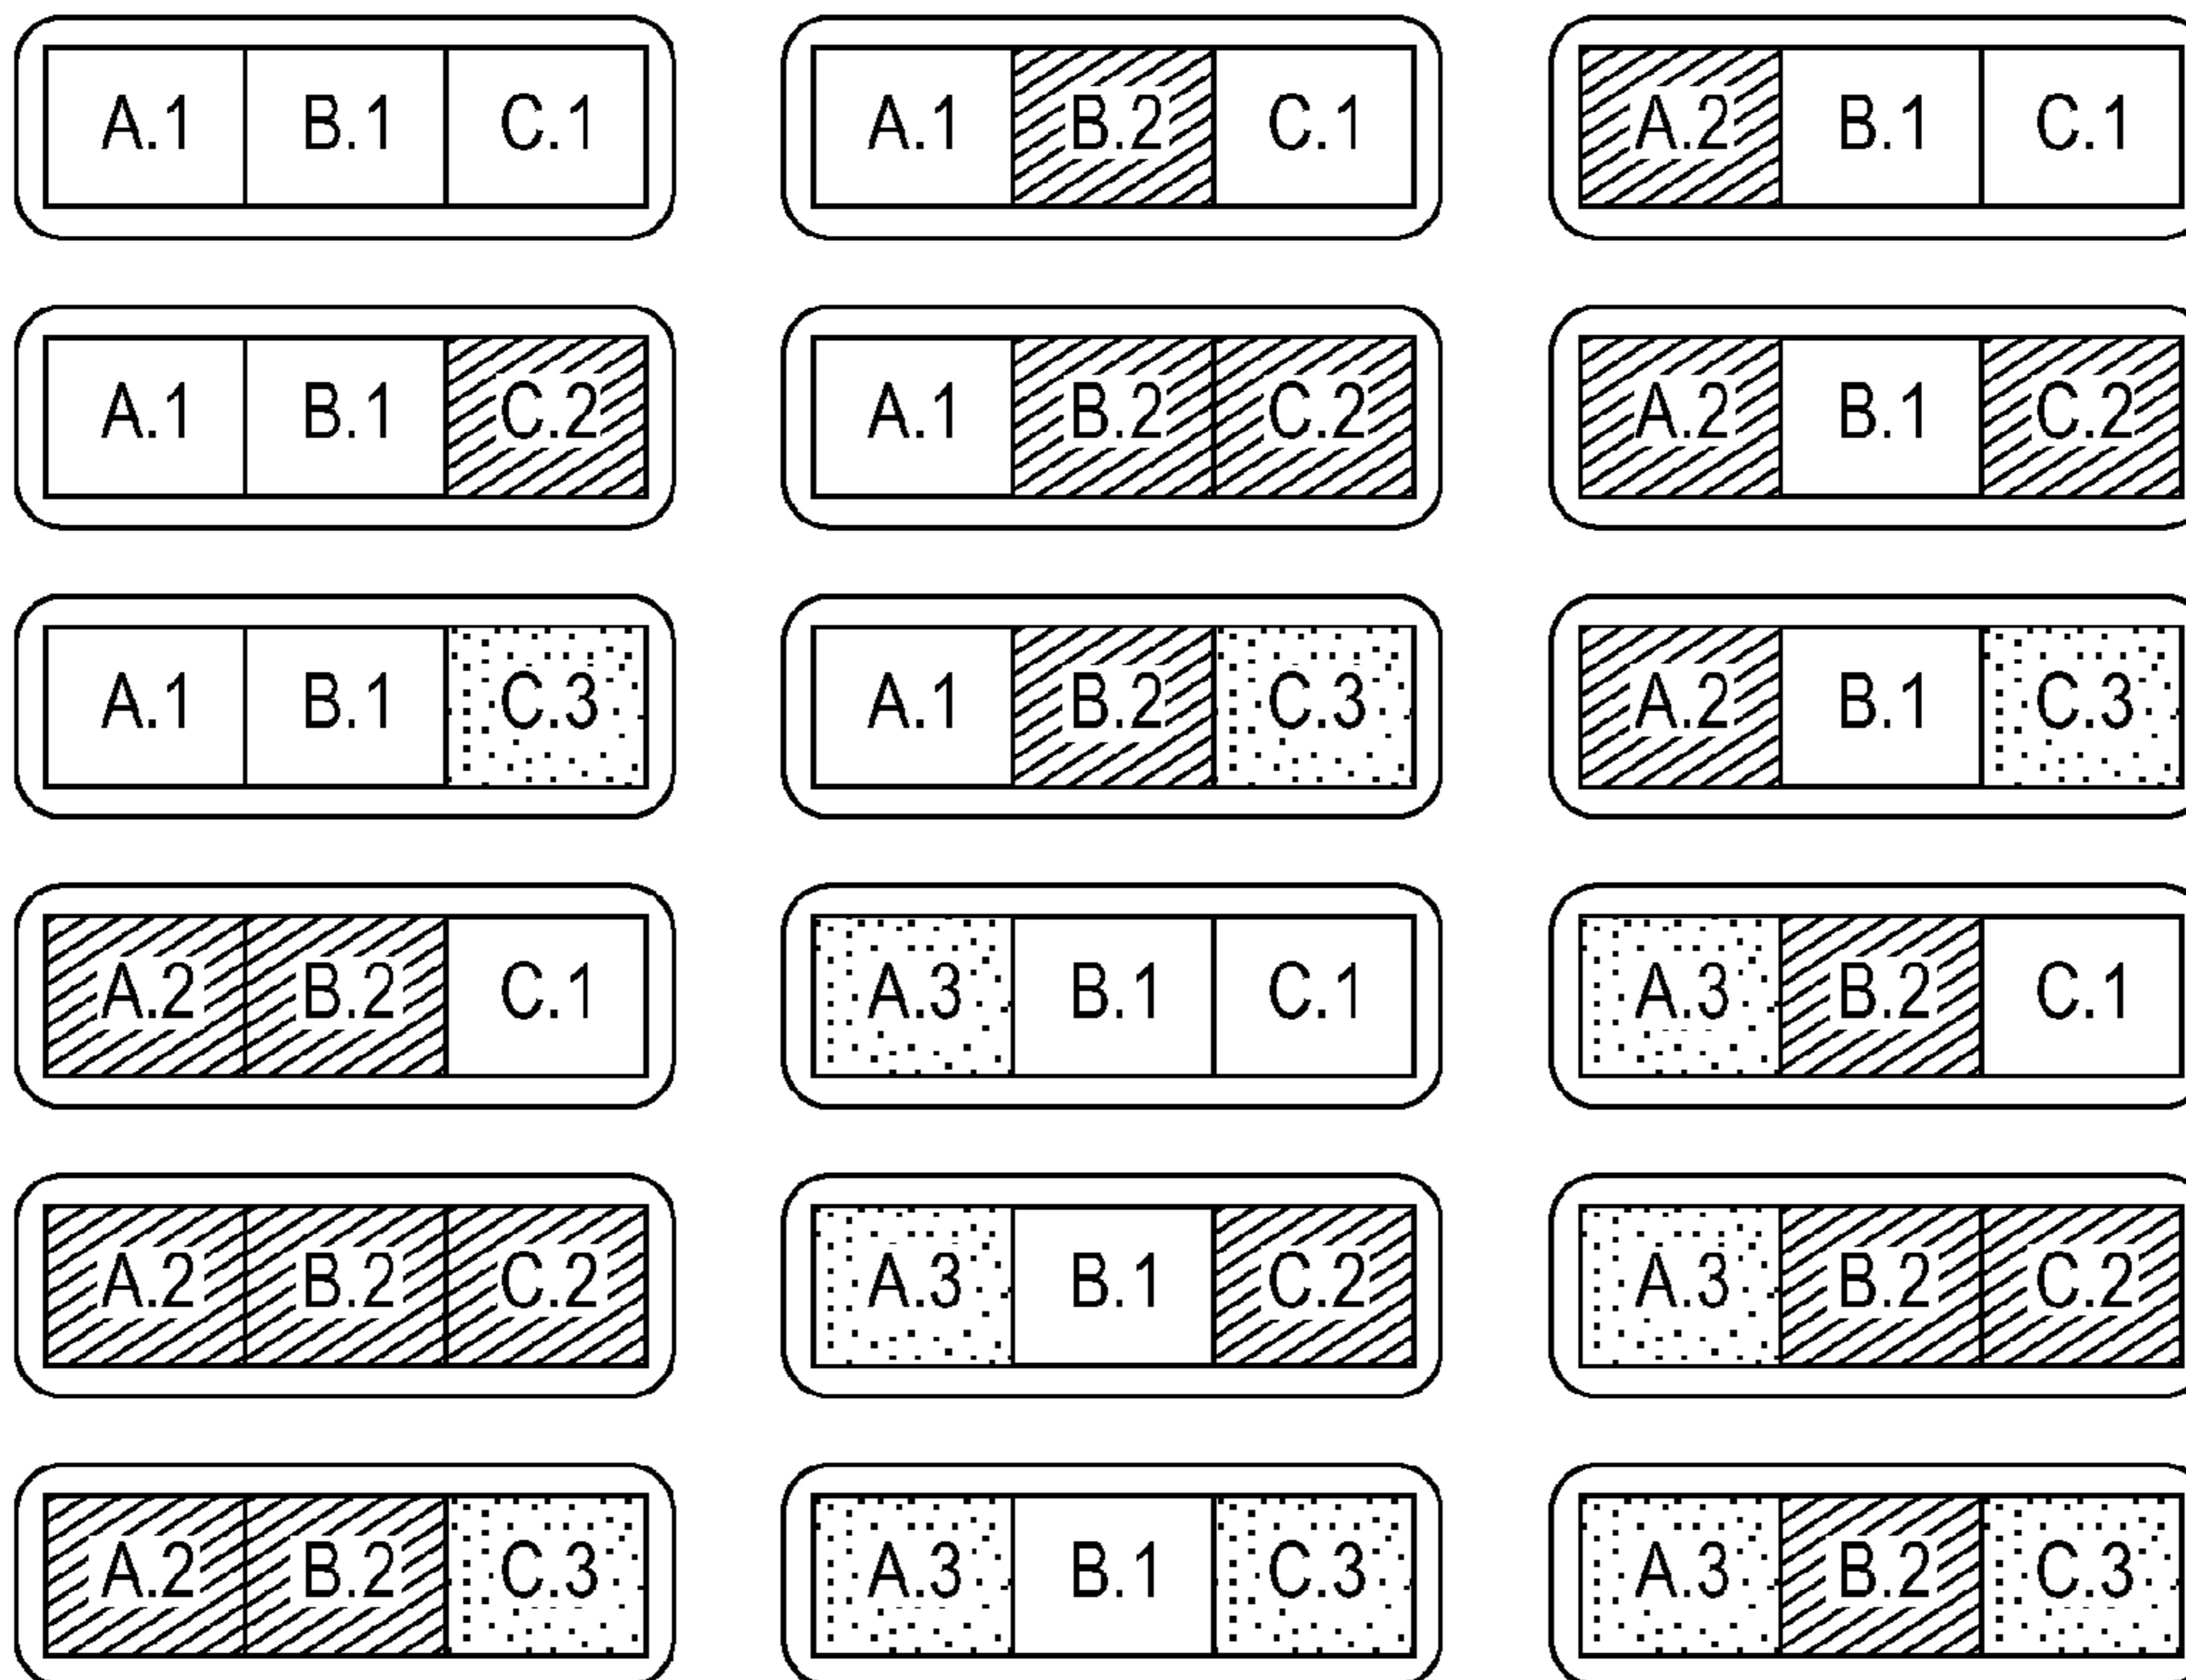 A.1 B.1 C.1 A.1 B.2 C.1 A.2 B.1 C.1
A.1 B.1 C.2 A.1 B.2 C.2 A.2 B.1 C.2
A.1 B.1 C.3 A.1 B.2 C.3 A.2 B.1 C.3
A.2 B.2 C.1 A.3 B.1 C.1 A.3 B.2 C.1
A.2 B.2 C.2 A.3 B.1 C.2 A.3 B.2 C.2
A.2 B.2 C.3 A.3 B.1 C.3 A.3 B.2 C.3